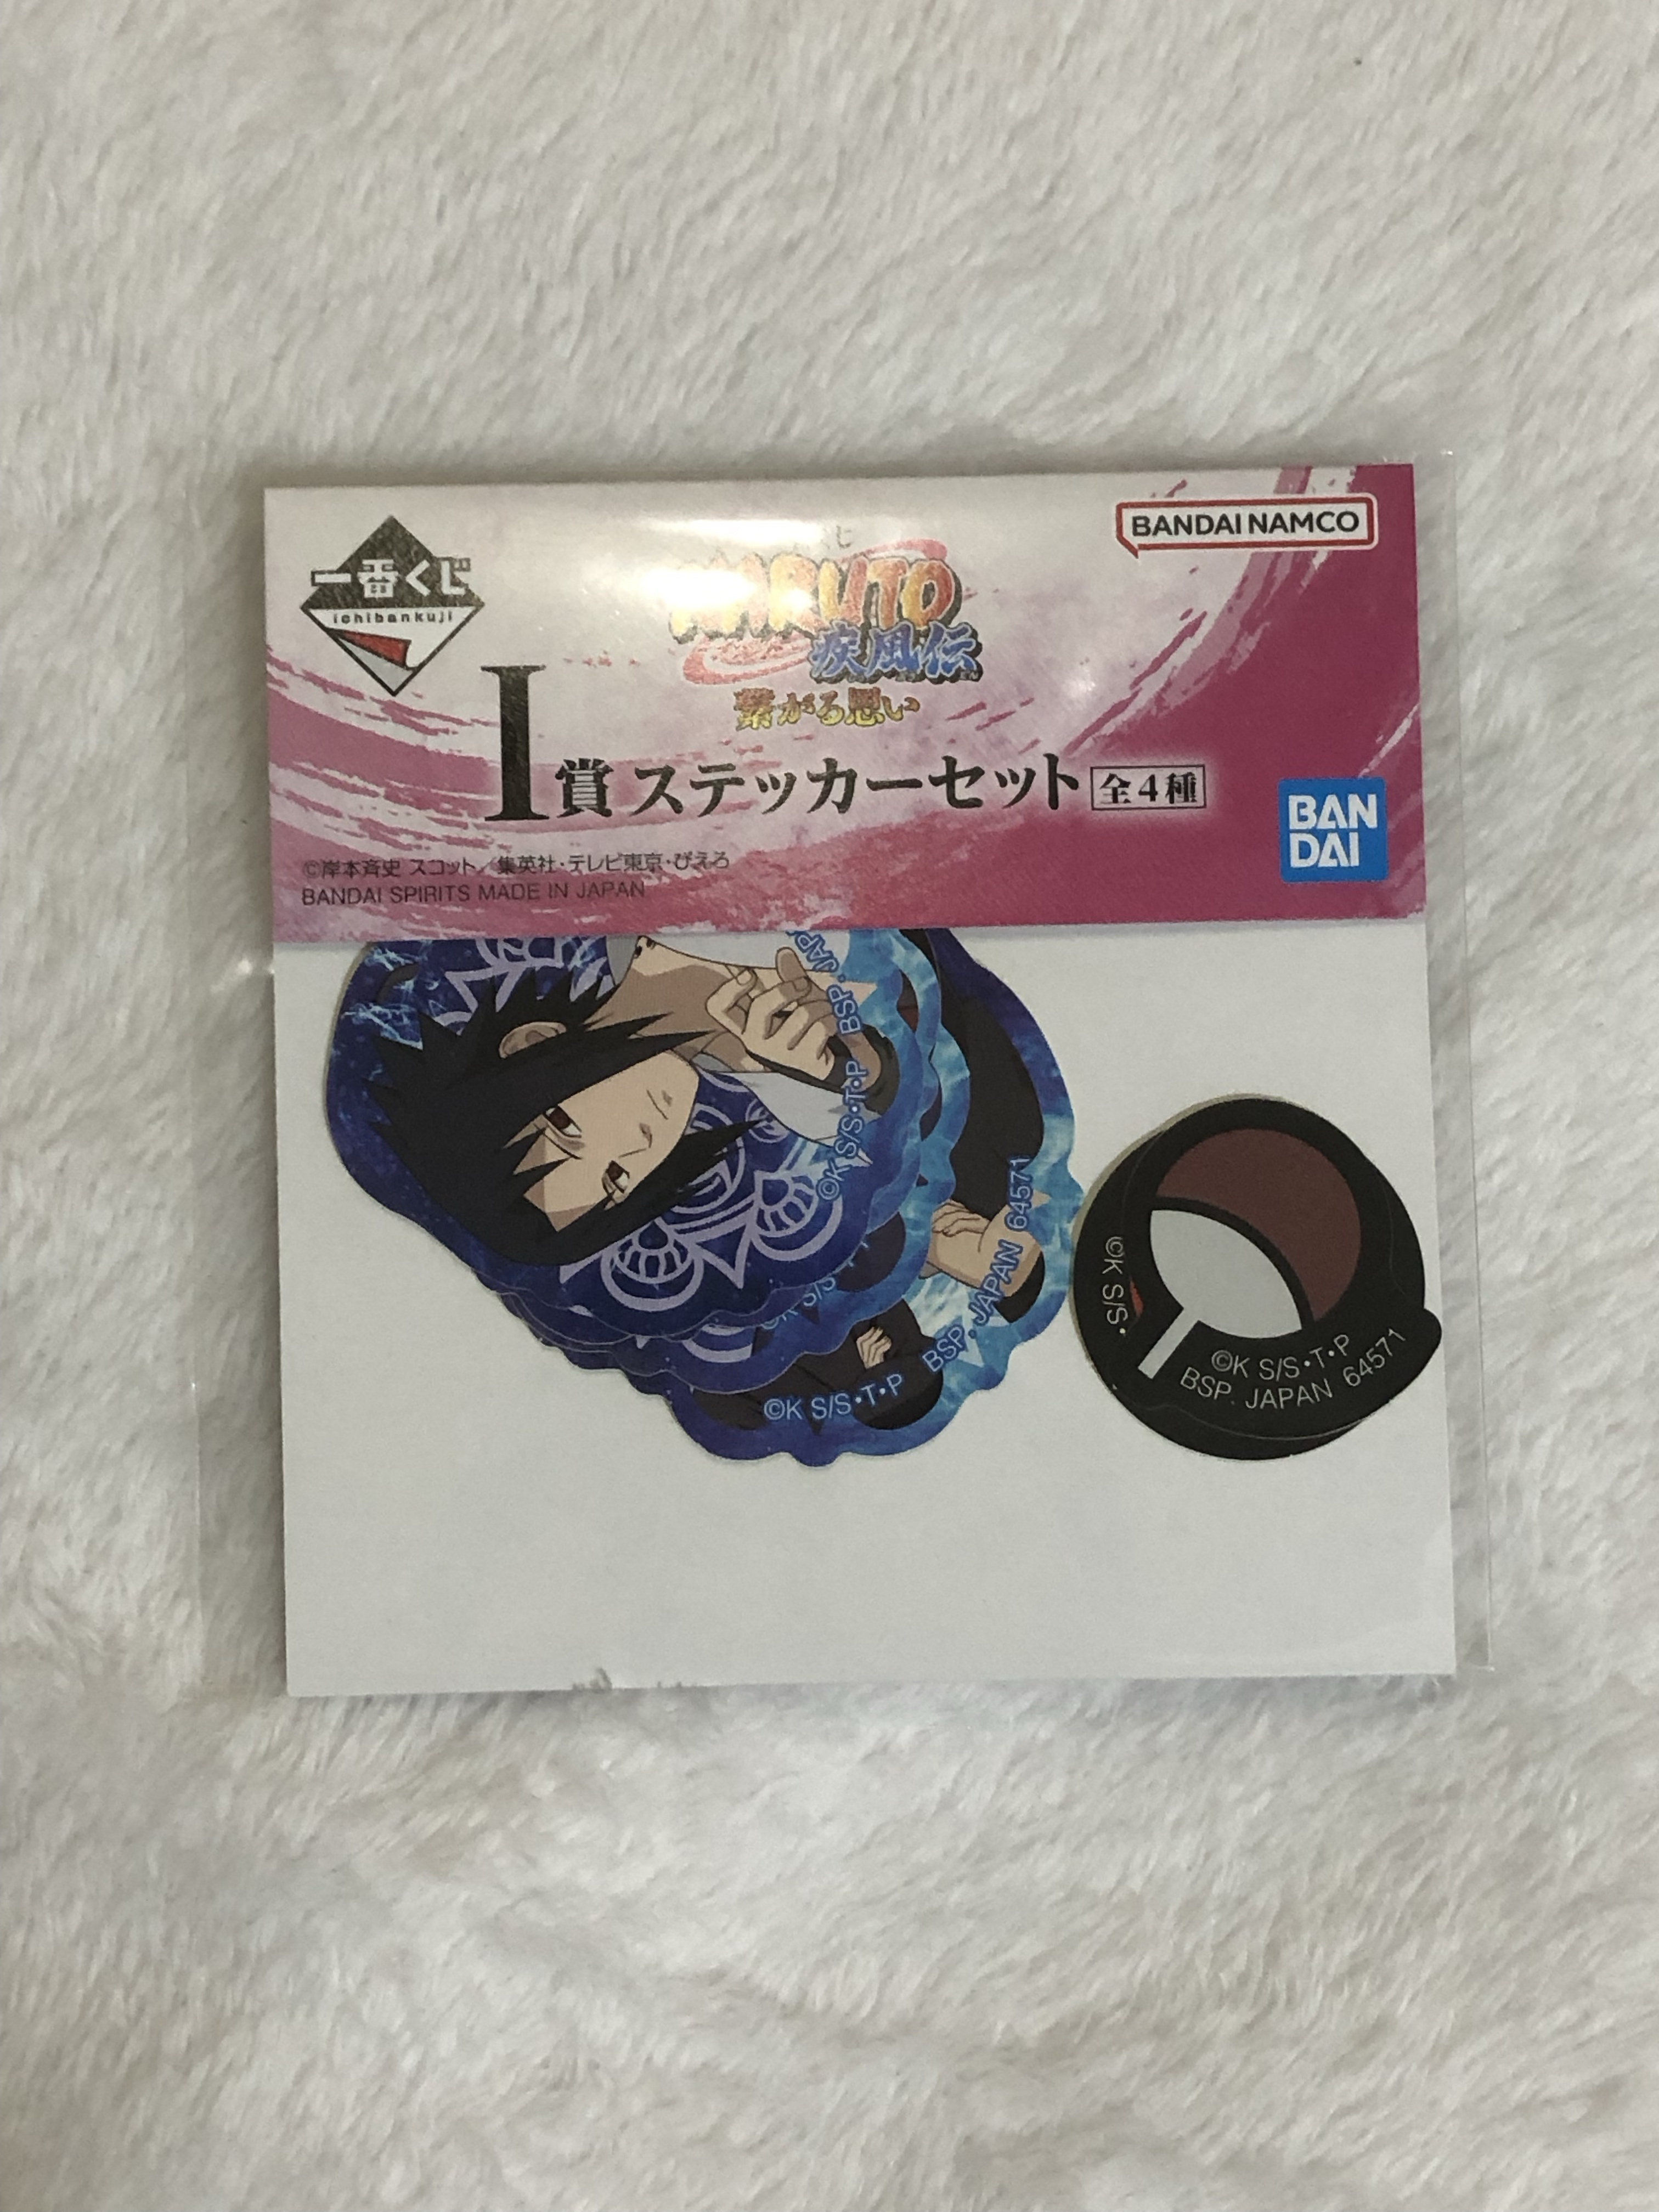 一番くじ
ichibankuji
BANDAI NAMCO
NARUTO
疾風伝
繋がる思い
I賞 ステッカーセット 全4種
BAN
DAI
©岸本斉史 スコット/集英社・テレビ東京・ぴえろ
BANDAI SPIRITS MADE IN JAPAN
©K S/S・T・P BSP. JAP
©K S/S
©K S/S・T・P BSP. JAPAN 64571
©K S/S・
©K S/S・T・P
BSP. JAPAN 64571